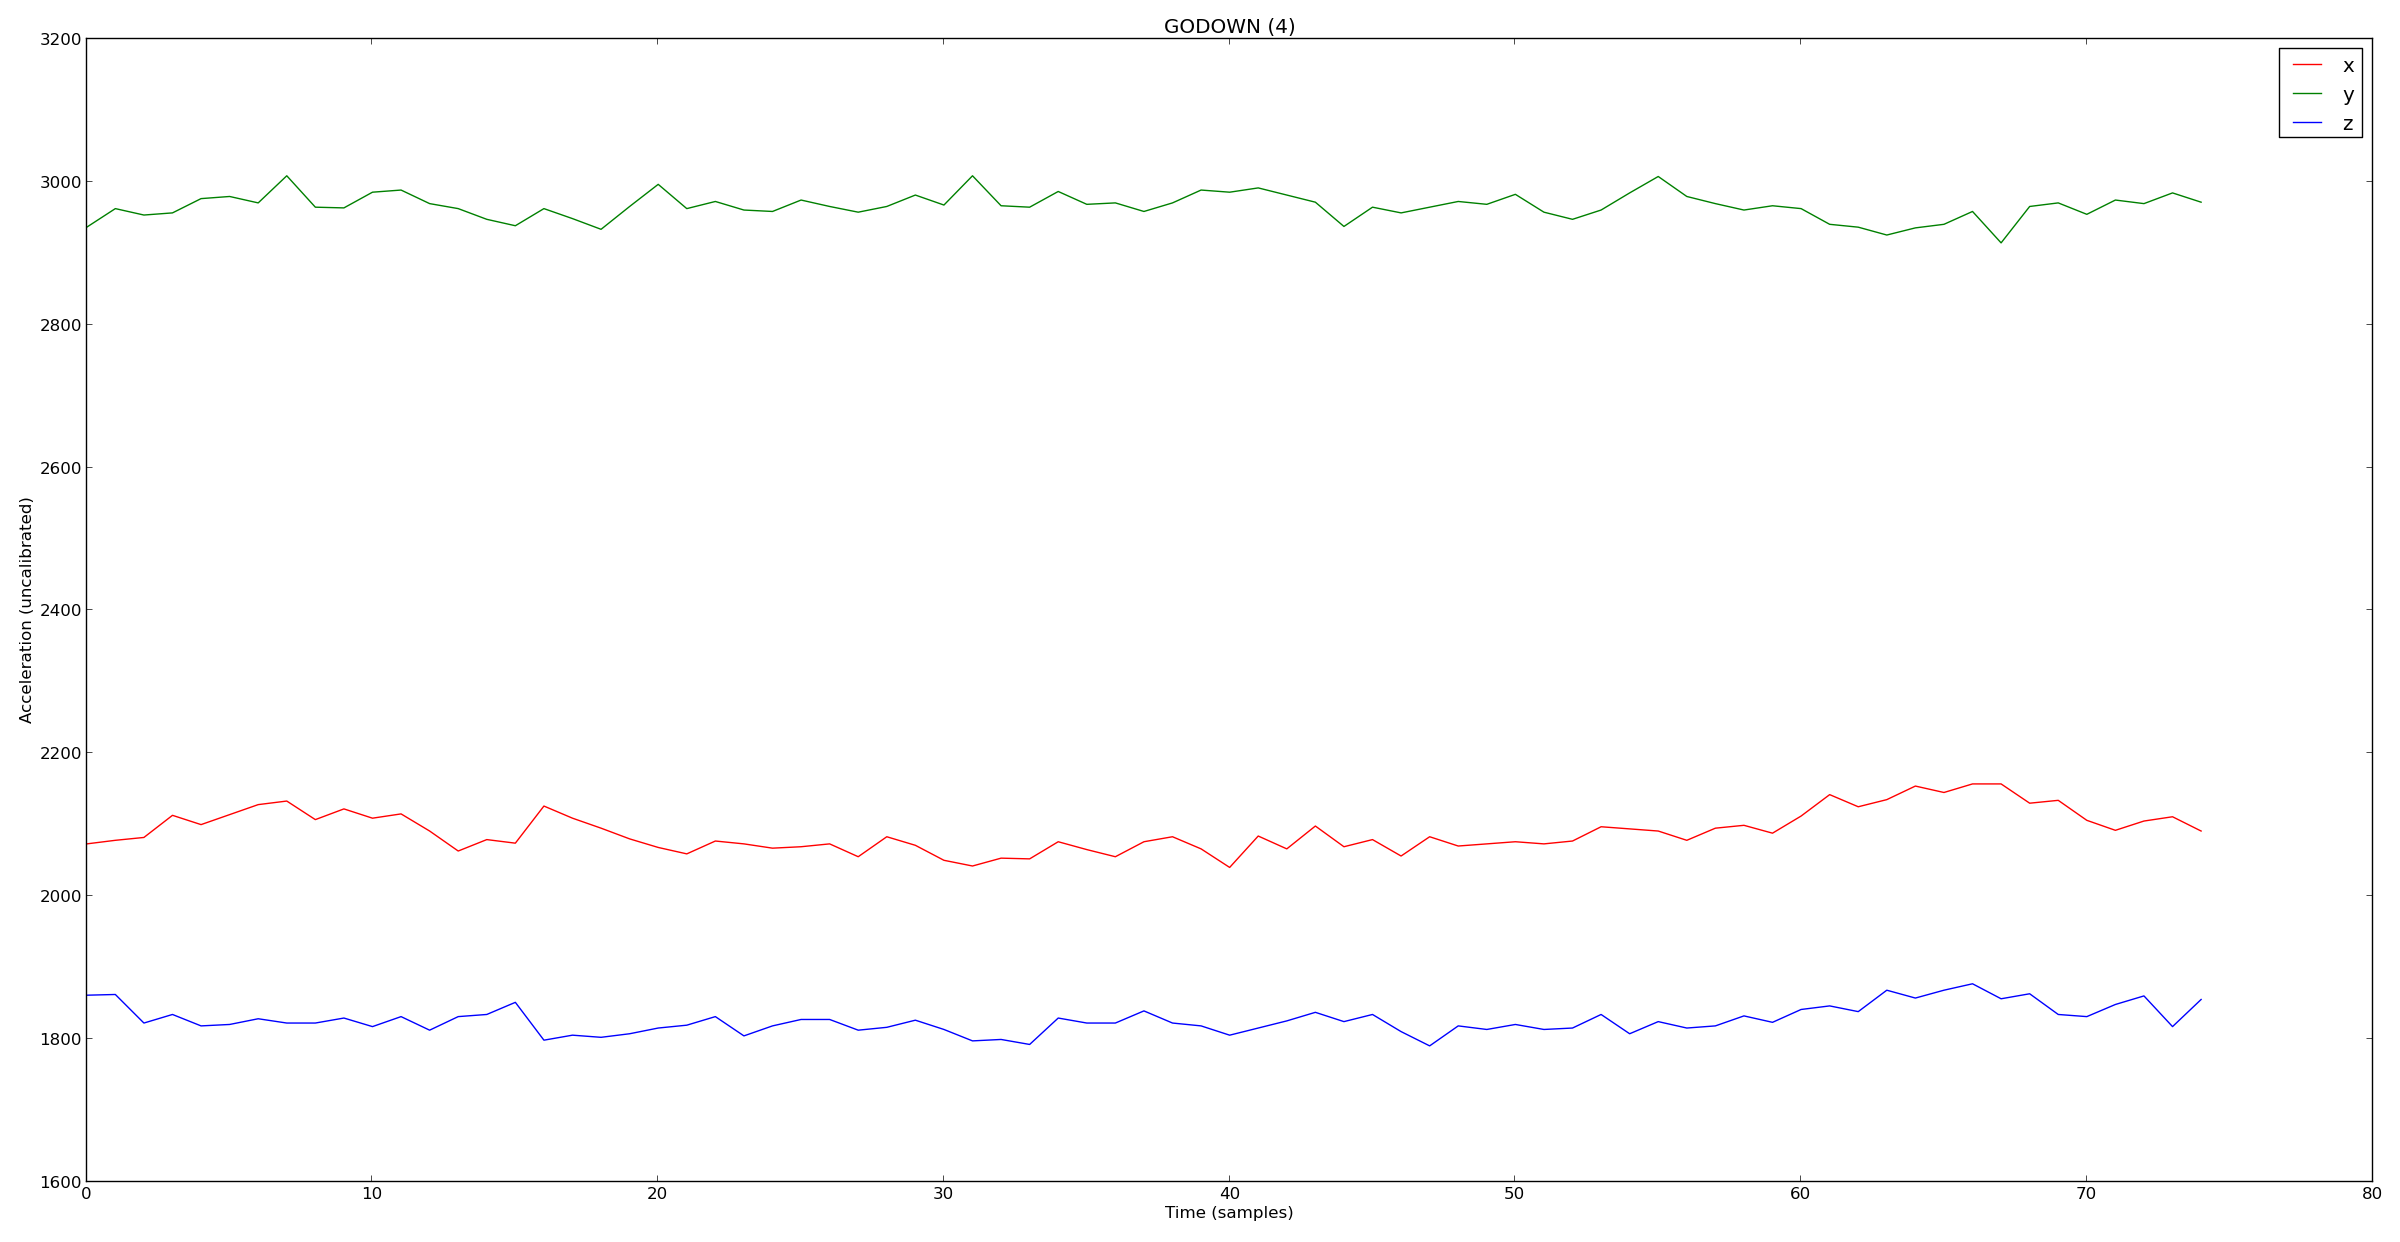 GODOWN (4)
x
y
z
3200
3000
2800
2600
2400
2200
2000
1800
1600
Acceleration (uncalibrated)
0 10 20 30 40 50 60 70 80
Time (samples)